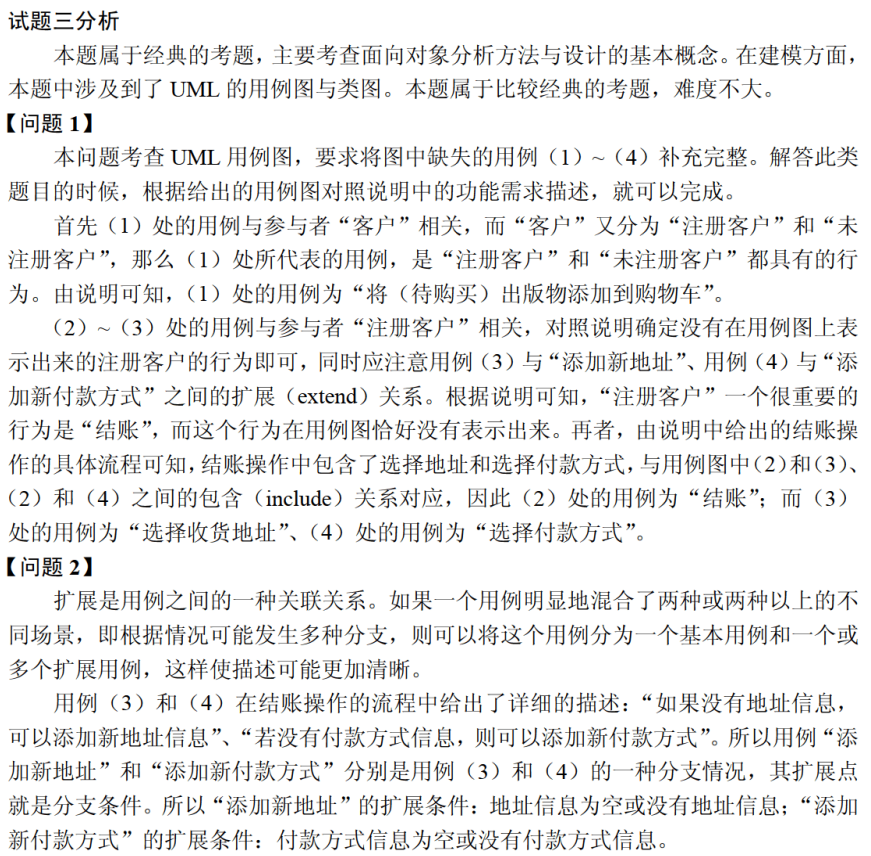 试题三分析
本题属于经典的考题，主要考查面向对象分析方法与设计的基本概念。在建模方面，
本题中涉及到了 UML 的用例图与类图。本题属于比较经典的考题，难度不大。
【问题 1】
本问题考查 UML 用例图，要求将图中缺失的用例（1）~（4）补充完整。解答此类
题目的时候，根据给出的用例图对照说明中的功能需求描述，就可以完成。
首先（1）处的用例与参与者“客户”相关，而“客户”又分为“注册客户”和“未
注册客户”，那么（1）处所代表的用例，是“注册客户”和“未注册客户”都具有的行
为。由说明可知，（1）处的用例为“将（待购买）出版物添加到购物车”。
（2）~（3）处的用例与参与者“注册客户”相关，对照说明确定没有在用例图上表
示出来的注册客户的行为即可，同时应注意用例（3）与“添加新地址”、用例（4）与“添
加新付款方式”之间的扩展（extend）关系。根据说明可知，“注册客户”一个很重要的
行为是“结账”，而这个行为在用例图恰好没有表示出来。再者，由说明中给出的结账操
作的具体流程可知，结账操作中包含了选择地址和选择付款方式，与用例图中（2）和（3）、
（2）和（4）之间的包含（include）关系对应，因此（2）处的用例为“结账”；而（3）
处的用例为“选择收货地址”、（4）处的用例为“选择付款方式”。
【问题 2】
扩展是用例之间的一种关联关系。如果一个用例明显地混合了两种或两种以上的不
同场景，即根据情况可能发生多种分支，则可以将这个用例分为一个基本用例和一个或
多个扩展用例，这样使描述可能更加清晰。
用例（3）和（4）在结账操作的流程中给出了详细的描述：“如果没有地址信息，
可以添加新地址信息”、“若没有付款方式信息，则可以添加新付款方式”。所以用例“添
加新地址”和“添加新付款方式”分别是用例（3）和（4）的一种分支情况，其扩展点
就是分支条件。所以“添加新地址”的扩展条件：地址信息为空或没有地址信息；“添加
新付款方式”的扩展条件：付款方式信息为空或没有付款方式信息。